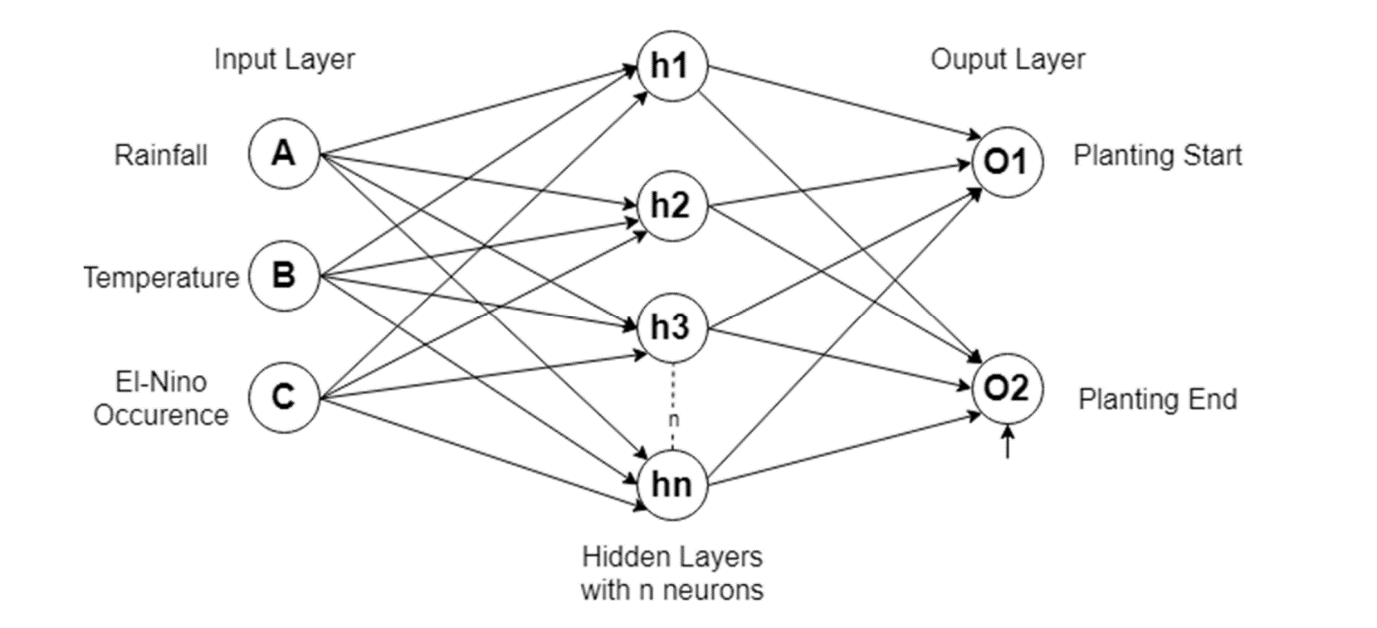 Input Layer
h1
Ouput Layer
Rainfall
A
O1
Planting Start
h2
Temperature
B
h3
El-Nino
Occurence
C
O2
Planting End
n
hn
Hidden Layers
with n neurons